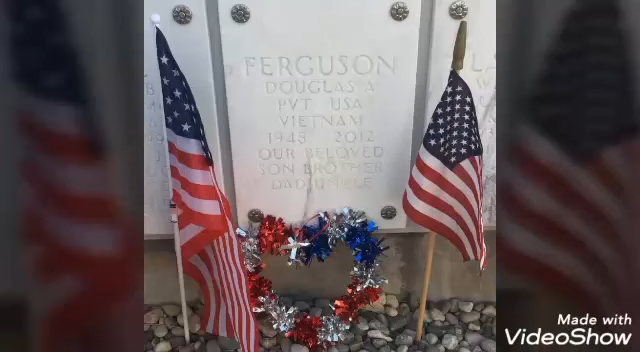 FERGUSON
DOUGLAS A
PVT USA
VIETNAM
1945 2012
OUR BELOVED
SON BROTHER
DAD UNCLE
Made with
VideoShow